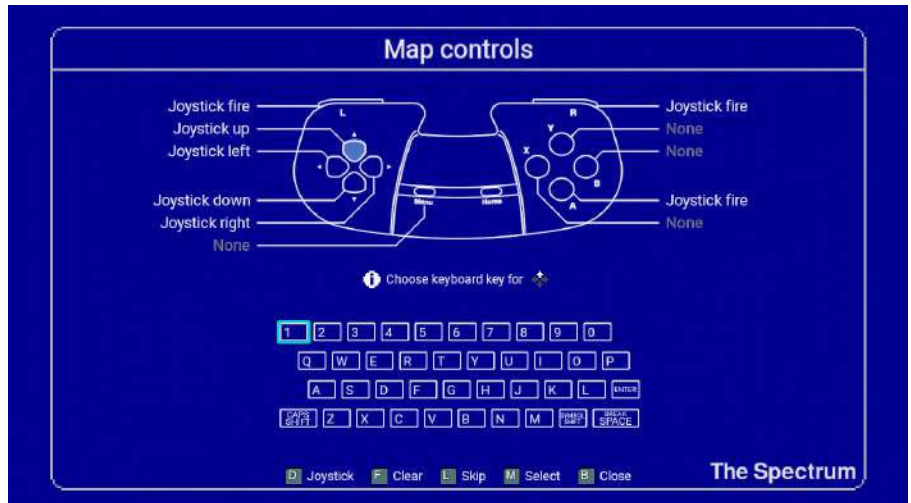 Map controls
Joystick fire
Joystick up
Joystick left
Joystick down
Joystick right
None
L
Menu
Home
R
Y
X
B
A
Joystick fire
None
None
Joystick fire
None
Choose keyboard key for
1 2 3 4 5 6 7 8 9 0
Q W E R T Y U I O P
A S D F G H J K L ENTER
CAPS SHIFT Z X C V B N M SYMBOL SHIFT BREAK SPACE
D Joystick F Clear L Skip M Select B Close
The Spectrum